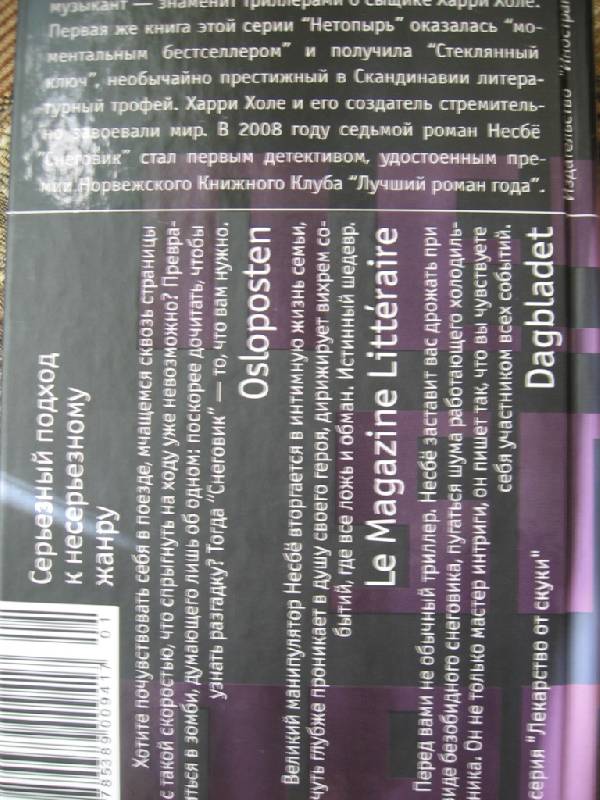 музыкант — знаменит триллерами о сыщике Харри Холе.
Первая же книга этой серии "Нетопырь" оказалась "мо-
ментальным бестселлером" и получила "Стеклянный
ключ", необычайно престижный в Скандинавии литера-
турный трофей. Харри Холе и его создатель стремитель-
но завоевали мир. В 2008 году седьмой роман Несбё
"Снеговик" стал первым детективом, удостоенным пре-
мии Норвежского Книжного Клуба "Лучший роман года".
Издательство "Иностран
Серьезный подход
к несерьезному
жанру
Хотите почувствовать себя в поезде, мчащемся сквозь страницы
с такой скоростью, что спрыгнуть на ходу уже невозможно? Превра-
титься в зомби, думающего лишь об одном: поскорее дочитать, чтобы
узнать разгадку? Тогда "Снеговик" — то, что вам нужно.
Osloposten
Великий манипулятор Несбё вторгается в интимную жизнь семьи,
чуть глубже проникает в душу своего героя, дирижирует вихрем со-
бытий, где все ложь и обман. Истинный шедевр.
Le Magazine Littéraire
Перед вами не обычный триллер. Несбё заставит вас дрожать при
виде безобидного снеговика, пугаться шума работающего холодиль-
ника. Он не только мастер интриги, он пишет так, что вы чувствуете
себя участником всех событий.
Dagbladet
серия "Лекарство от скуки"
785389 009417 01